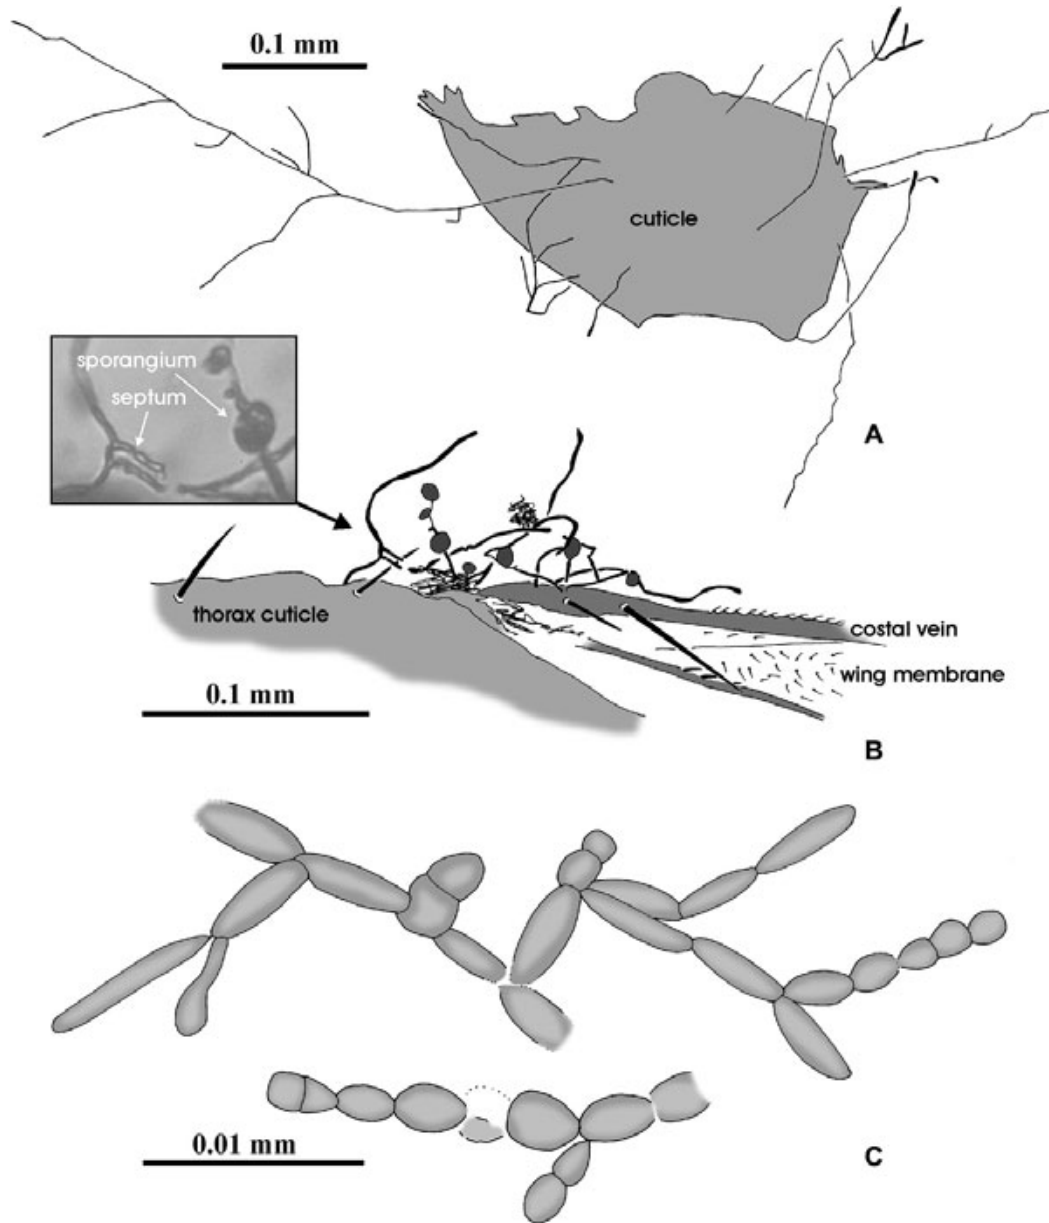 0.1 mm
cuticle
A
sporangium
septum
thorax cuticle
costal vein
wing membrane
0.1 mm
B
0.01 mm
C